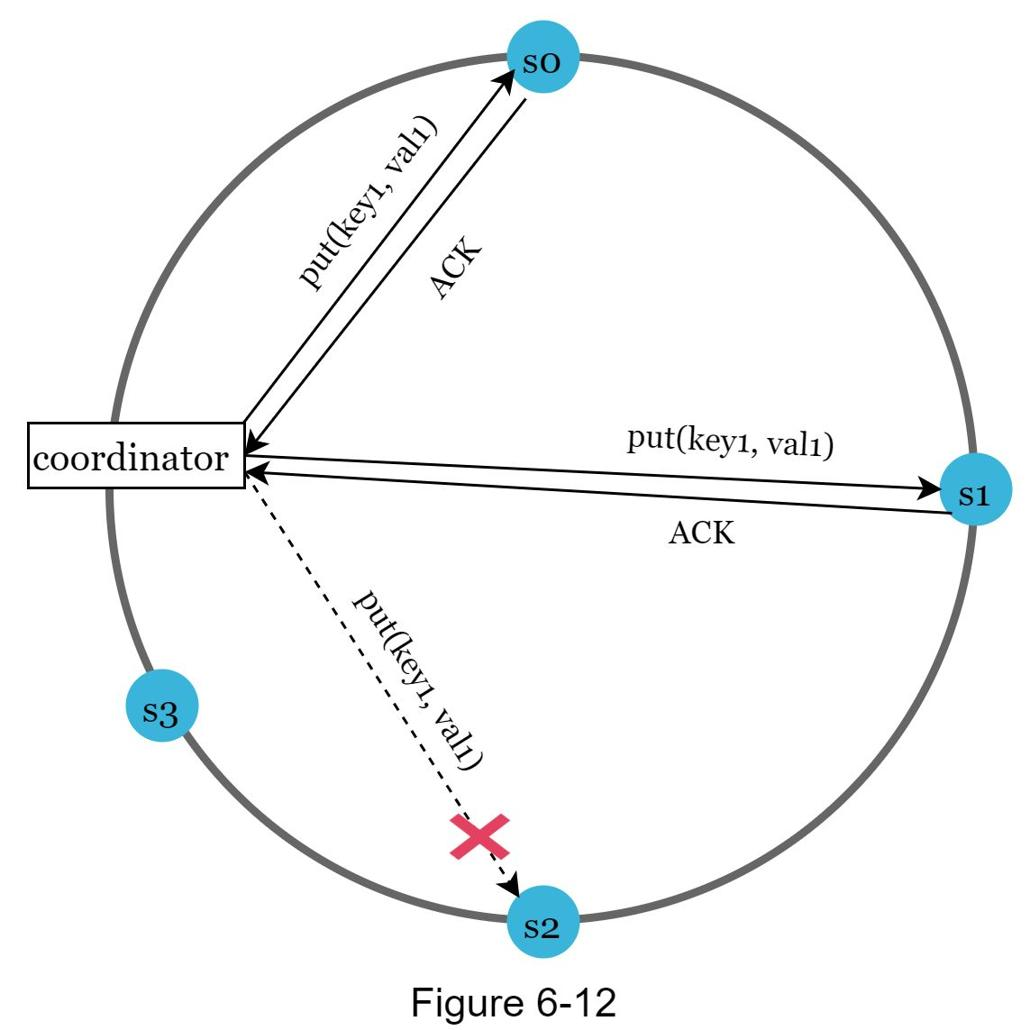 s0
put(key1, val1)
ACK
put(key1, val1)
coordinator
s1
ACK
put(key1, val1)
s3
s2
Figure 6-12